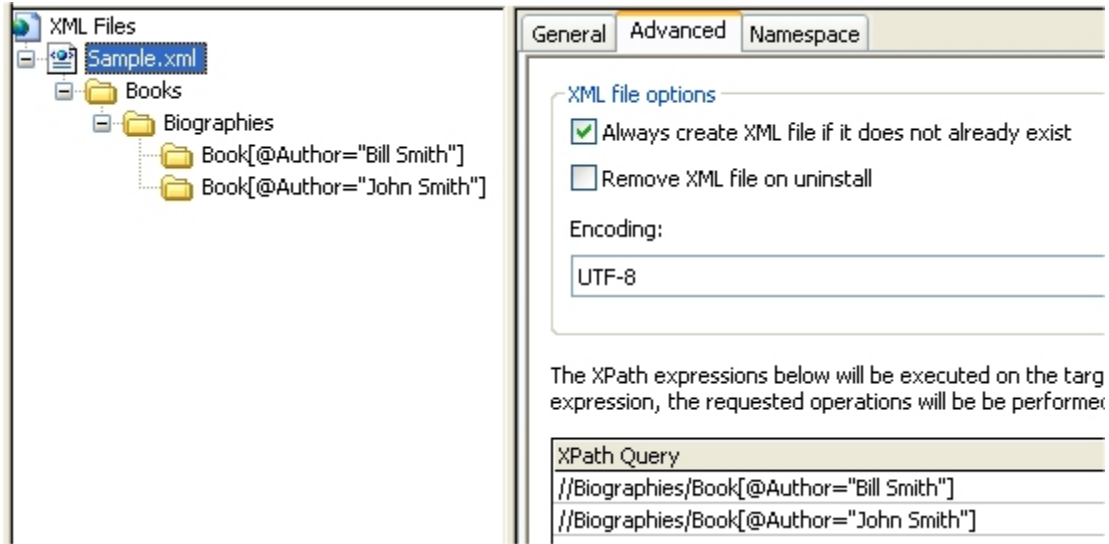 XML Files
Sample.xml
Books
Biographies
Book[@Author="Bill Smith"]
Book[@Author="John Smith"]
General
Advanced
Namespace
XML file options
Always create XML file if it does not already exist
Remove XML file on uninstall
Encoding:
UTF-8
The XPath expressions below will be executed on the targ
expression, the requested operations will be be performed
XPath Query
//Biographies/Book[@Author="Bill Smith"]
//Biographies/Book[@Author="John Smith"]